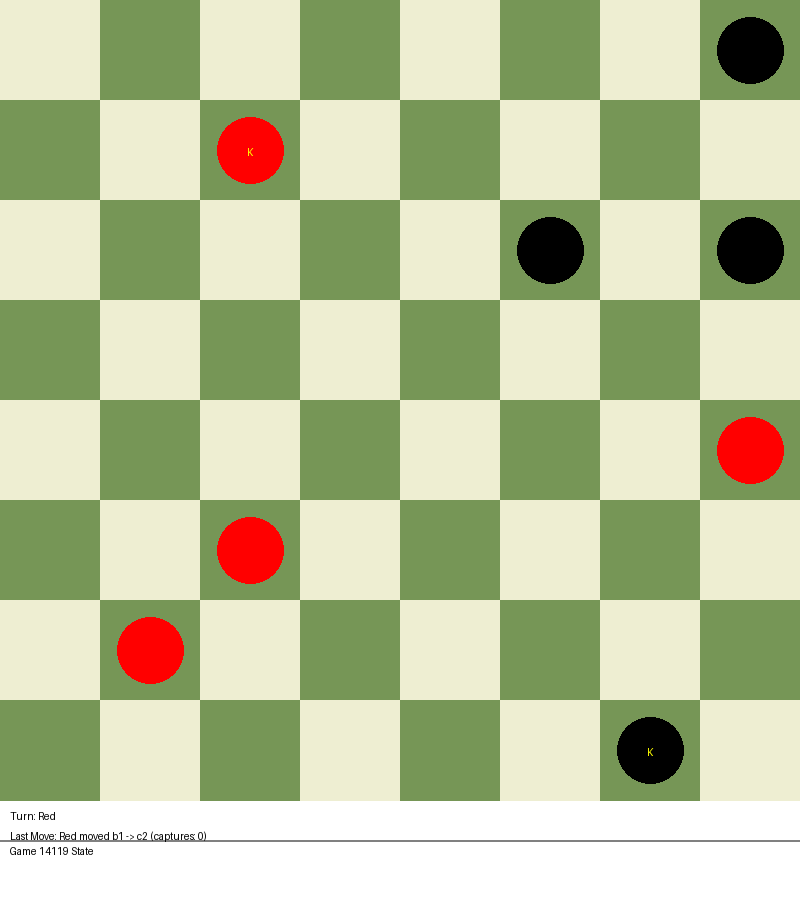 K
K
Turn: Red
Last Move: Red moved b1 -> c2 (captures: 0)
Game 14119 State